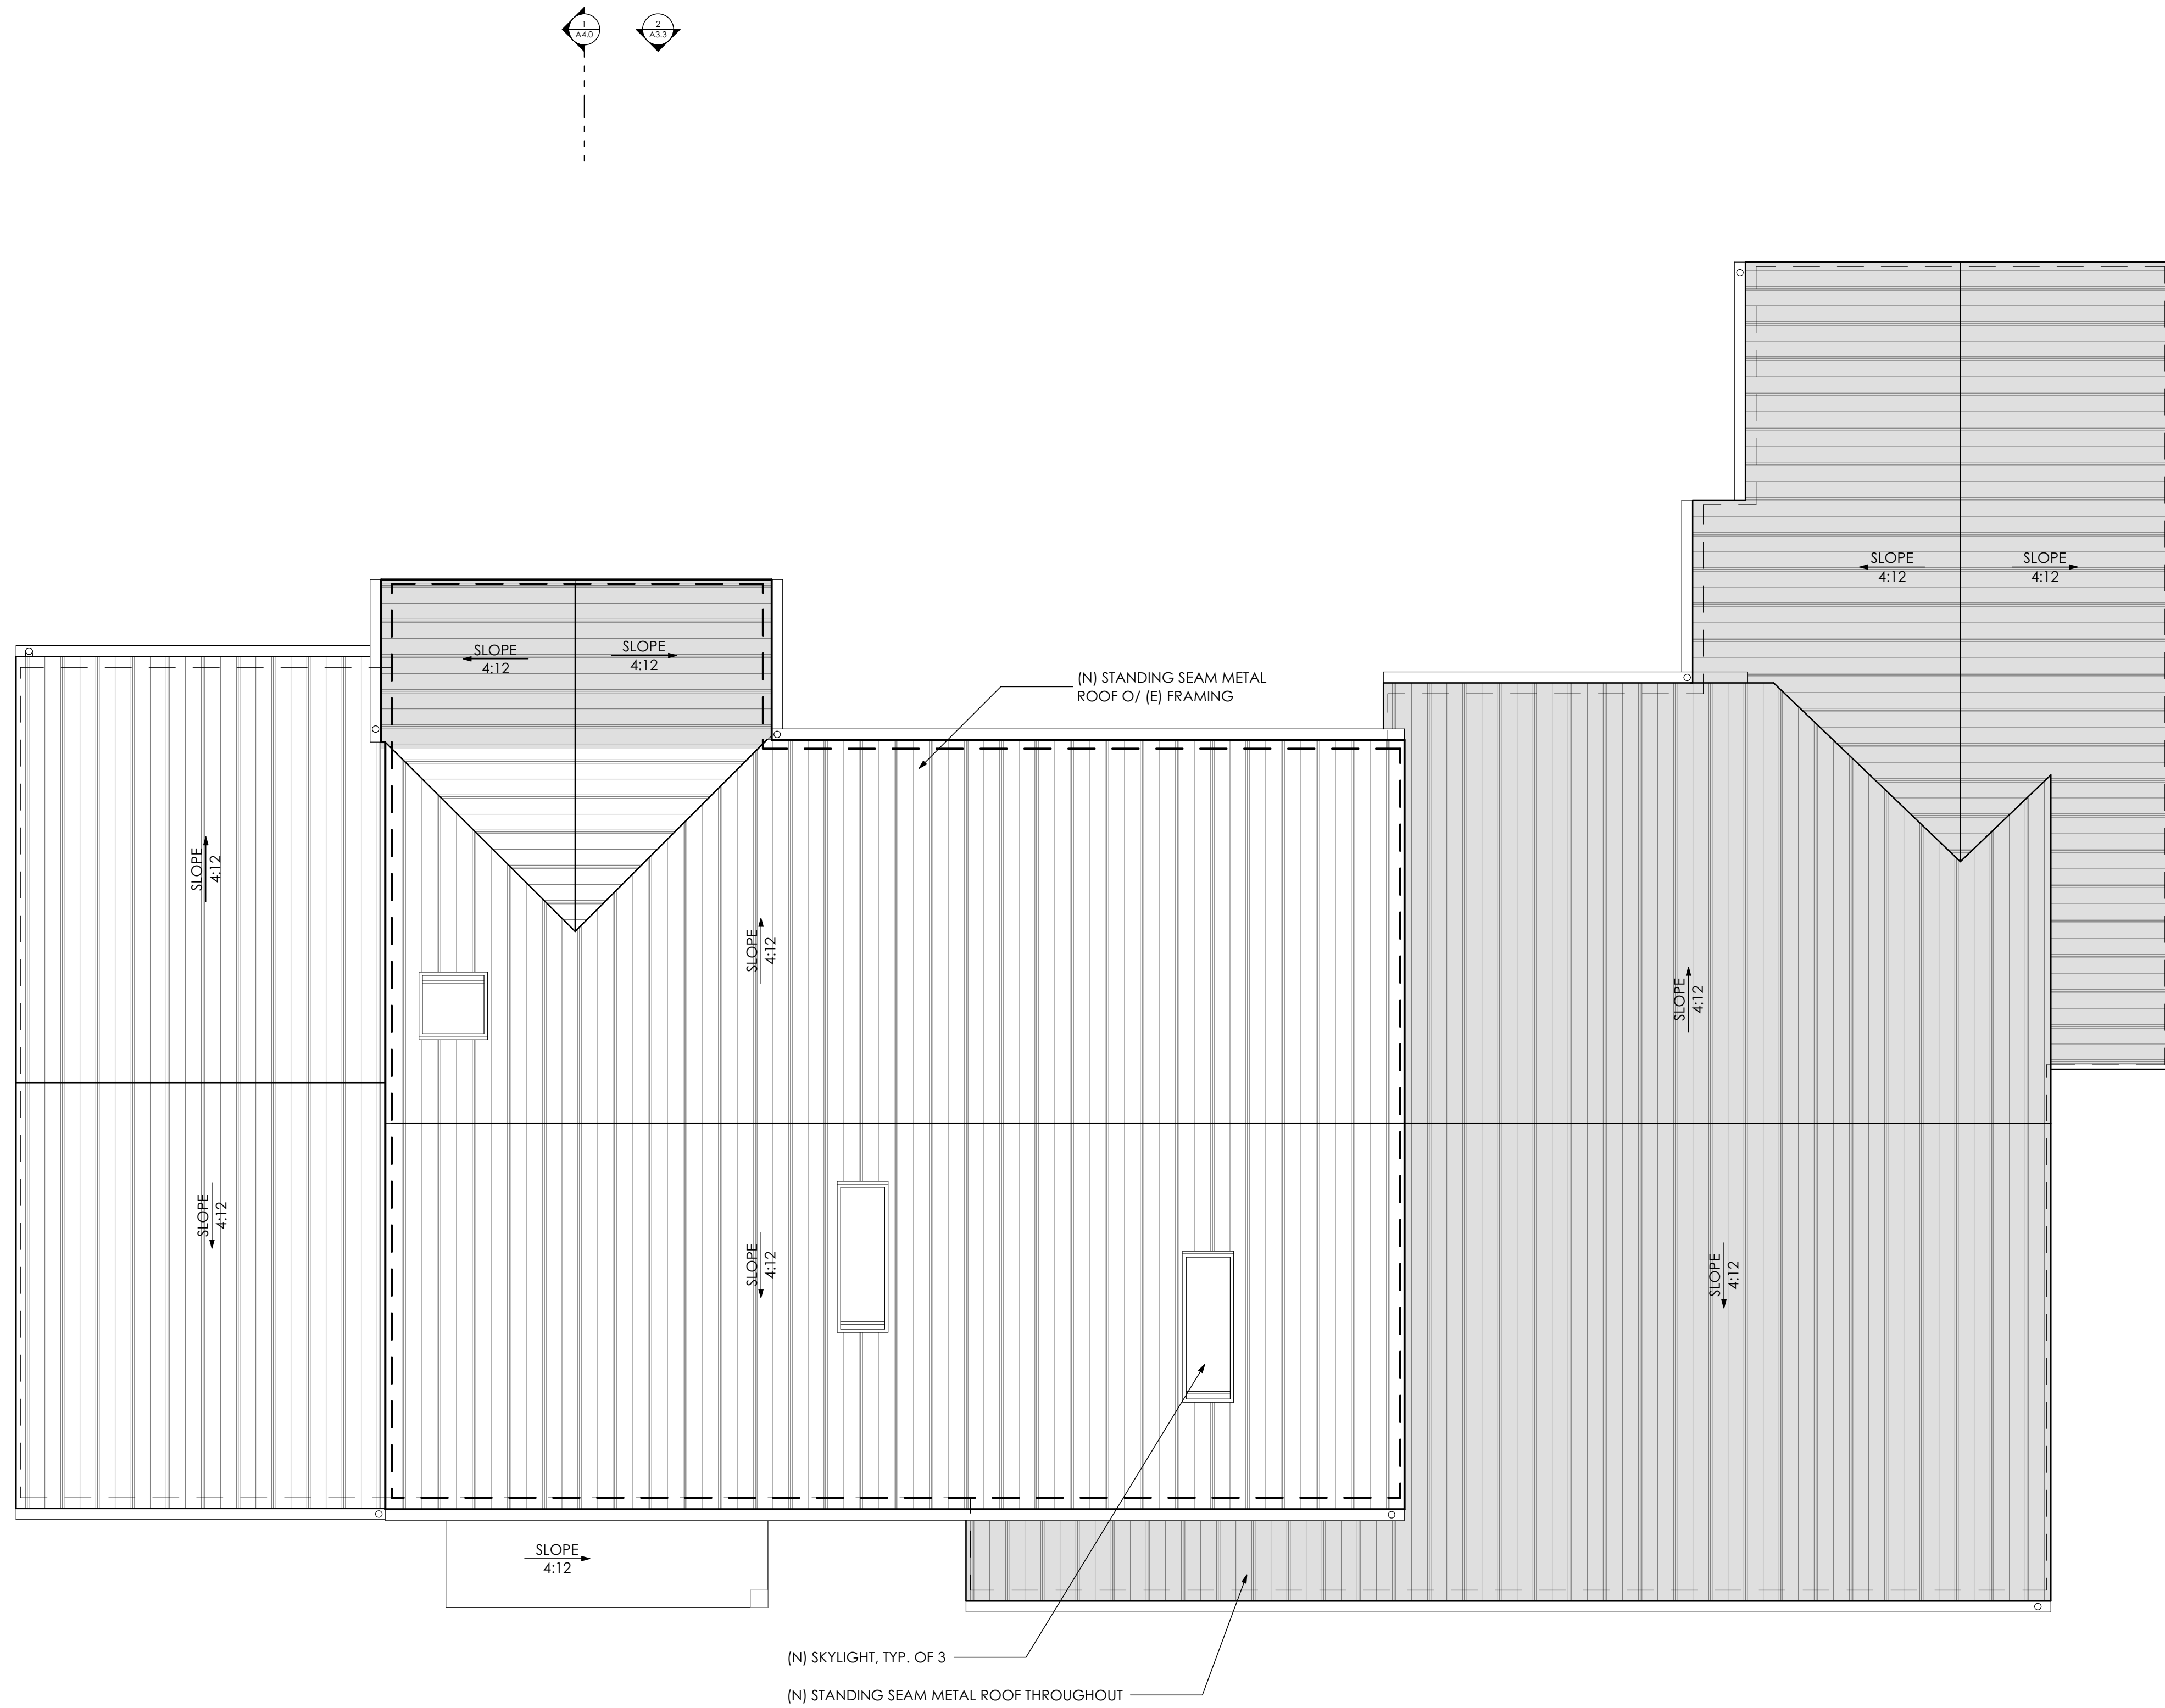 1
A4.0
2
A3.3
SLOPE
4:12
SLOPE
4:12
SLOPE
4:12
SLOPE
4:12
(N) STANDING SEAM METAL
ROOF O/ (E) FRAMING
SLOPE
4:12
SLOPE
4:12
SLOPE
4:12
SLOPE
4:12
SLOPE
4:12
SLOPE
4:12
SLOPE
4:12
(N) SKYLIGHT, TYP. OF 3
(N) STANDING SEAM METAL ROOF THROUGHOUT